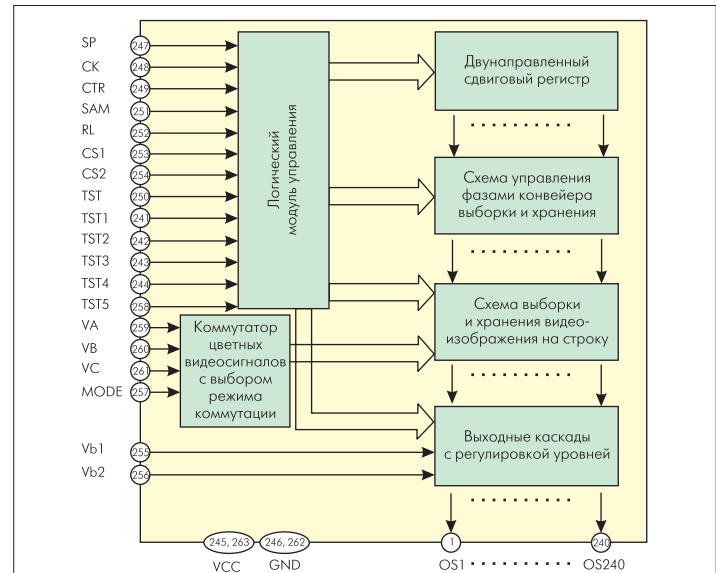 SP 247
CK 248
CTR 249
SAM 251
RL 252
CS1 253
CS2 254
TST 250
TST1 241
TST2 242
TST3 243
TST4 244
TST5 258
VA 259
VB 260
VC 261
MODE 257
Vb1 255
Vb2 256
Логический
модуль управления
Коммутатор
цветных
видеосигналов
с выбором
режима
коммутации
Двунаправленный
сдвиговый регистр
Схема управления
фазами конвейера
выборки и хранения
Схема выборки
и хранения видео-
изображения на строку
Выходные каскады
с регулировкой уровней
245, 263
246, 262
1
240
VCC
GND
OS1
OS240